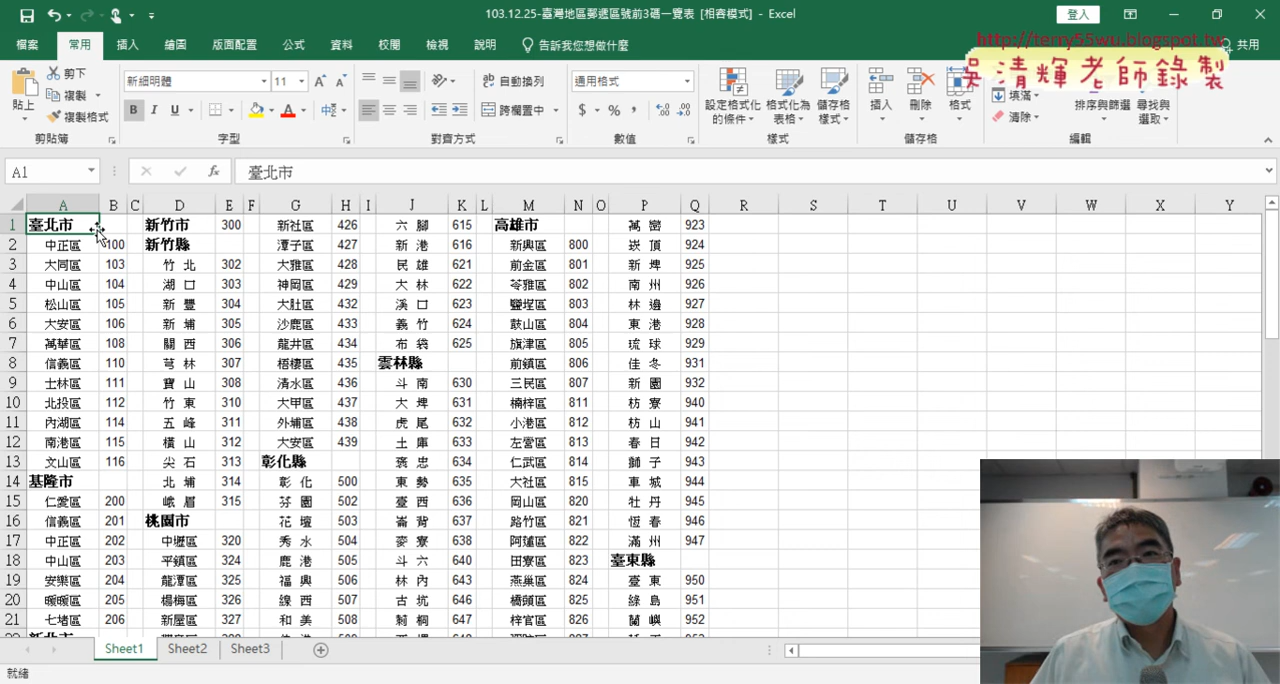 103.12.25-臺灣地區郵遞區號前3碼一覽表 [相容模式] - Excel
登入
檔案 常用 插入 繪圖 版面配置 公式 資料 校閱 檢視 說明 告訴我您想做什麼 共用
http://terry55wu.blogspot.tw
吳清輝老師錄製
貼上 剪下 複製 複製格式 剪貼簿
新細明體 11 字型
自動換列 跨欄置中 對齊方式
通用格式 數值
設定格式化的條件 格式化為表格 儲存格樣式 樣式
插入 刪除 格式 儲存格
填滿 清除 排序與篩選 尋找與選取 編輯
A1 臺北市
A B C D E F G H I J K L M N O P Q R S T U V W X Y
1 臺北市 新竹市 300 新社區 426 六 腳 615 高雄市 萬 巒 923
2 中正區 100 新竹縣 潭子區 427 新 港 616 新興區 800 崁 頂 924
3 大同區 103 竹 北 302 大雅區 428 民 雄 621 前金區 801 新 埤 925
4 中山區 104 湖 口 303 神岡區 429 大 林 622 苓雅區 802 南 州 926
5 松山區 105 新 豐 304 大肚區 432 溪 口 623 鹽埕區 803 林 邊 927
6 大安區 106 新 埔 305 沙鹿區 433 義 竹 624 鼓山區 804 東 港 928
7 萬華區 108 關 西 306 龍井區 434 布 袋 625 旗津區 805 琉 球 929
8 信義區 110 芎 林 307 梧棲區 435 雲林縣 前鎮區 806 佳 冬 931
9 士林區 111 寶 山 308 清水區 436 斗 南 630 三民區 807 新 園 932
10 北投區 112 竹 東 310 大甲區 437 大 埤 631 楠梓區 811 枋 寮 940
11 內湖區 114 五 峰 311 外埔區 438 虎 尾 632 小港區 812 枋 山 941
12 南港區 115 橫 山 312 大安區 439 土 庫 633 左營區 813 春 日 942
13 文山區 116 尖 石 313 彰化縣 褒 忠 634 仁武區 814 獅 子 943
14 基隆市 北 埔 314 彰 化 500 東 勢 635 大社區 815 車 城 944
15 仁愛區 200 峨 眉 315 芬 園 502 臺 西 636 岡山區 820 牡 丹 945
16 信義區 201 桃園市 花 壇 503 崙 背 637 路竹區 821 恆 春 946
17 中正區 202 中壢區 320 秀 水 504 麥 寮 638 阿蓮區 822 滿 州 947
18 中山區 203 平鎮區 324 鹿 港 505 斗 六 640 田寮區 823 臺東縣
19 安樂區 204 龍潭區 325 福 興 506 林 內 643 燕巢區 824 臺 東 950
20 暖暖區 205 楊梅區 326 線 西 507 古 坑 646 橋頭區 825 綠 島 951
21 七堵區 206 新屋區 327 和 美 508 莿 桐 647 梓官區 826 蘭 嶼 952
Sheet1 Sheet2 Sheet3
就緒